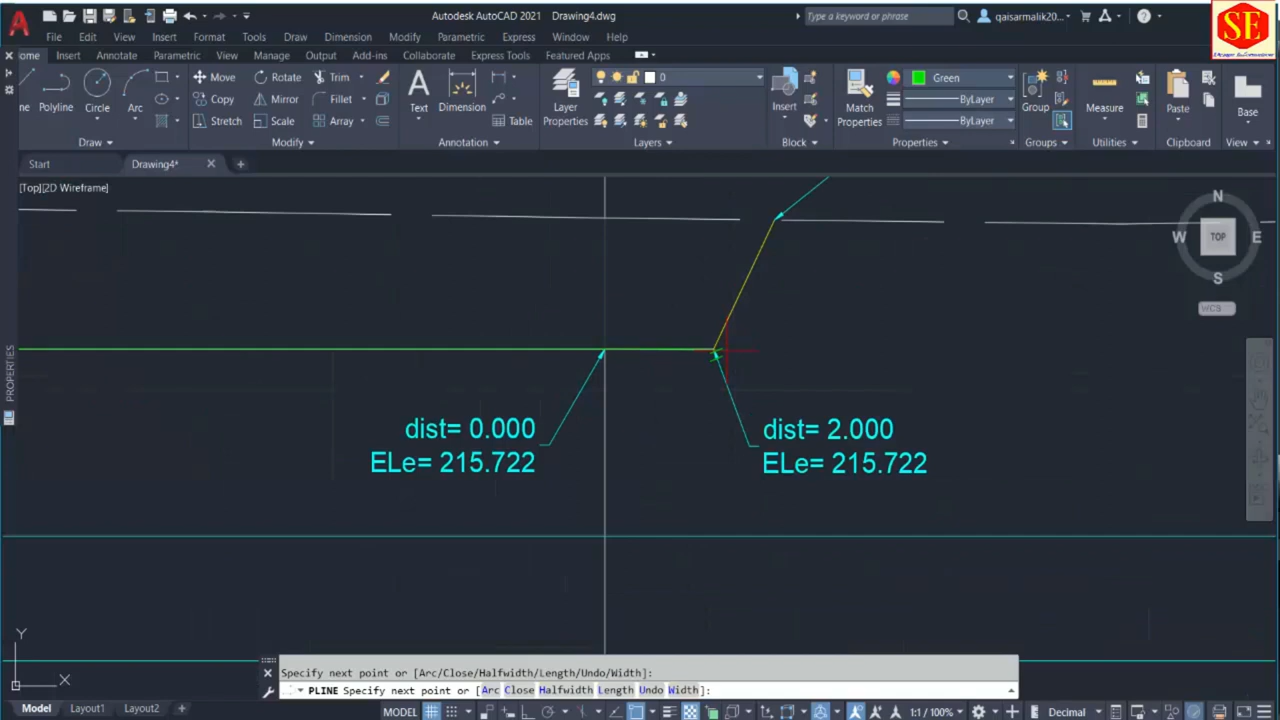 Autodesk AutoCAD 2021 Drawing4.dwg
Type a keyword or phrase
qaisarmalik20...
SE
File Edit View Insert Format Tools Draw Dimension Modify Parametric Express Window Help
ome Insert Annotate Parametric View Manage Output Add-ins Collaborate Express Tools Featured Apps
Move Rotate Trim
0
Green
ne Polyline Circle Arc
Copy Mirror Fillet
Text Dimension
Layer Properties
Insert
Match Properties
ByLayer
Group Measure Paste Base
Stretch Scale Array
Table
ByLayer
Draw Modify Annotation Layers Block Properties Groups Utilities Clipboard View
Start Drawing4*
[Top][2D Wireframe]
N
W TOP E
S
WCS
PROPERTIES
dist= 0.000
ELe= 215.722
dist= 2.000
ELe= 215.722
Y
X
Specify next point or [Arc/Close/Halfwidth/Length/Undo/Width]:
PLINE Specify next point or [Arc Close Halfwidth Length Undo Width]:
Model Layout1 Layout2
MODEL
1:1 / 100%
Decimal